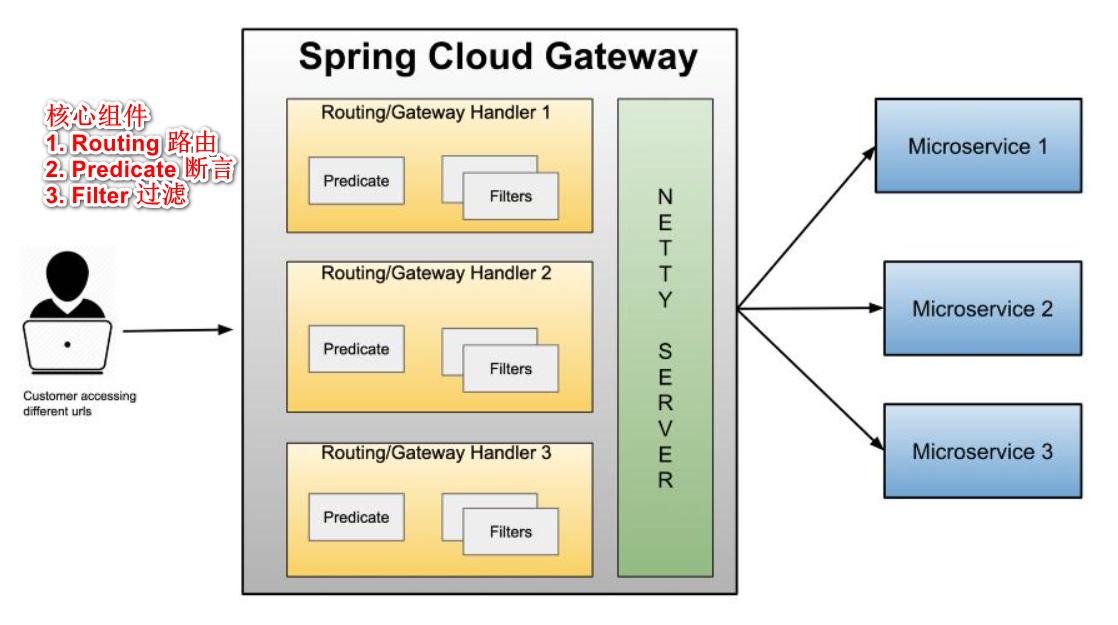 Spring Cloud Gateway
核心组件
1. Routing 路由
2. Predicate 断言
3. Filter 过滤
Customer accessing
different urls
Routing/Gateway Handler 1
Predicate
Filters
Routing/Gateway Handler 2
Predicate
Filters
Routing/Gateway Handler 3
Predicate
Filters
NETTY SERVER
Microservice 1
Microservice 2
Microservice 3